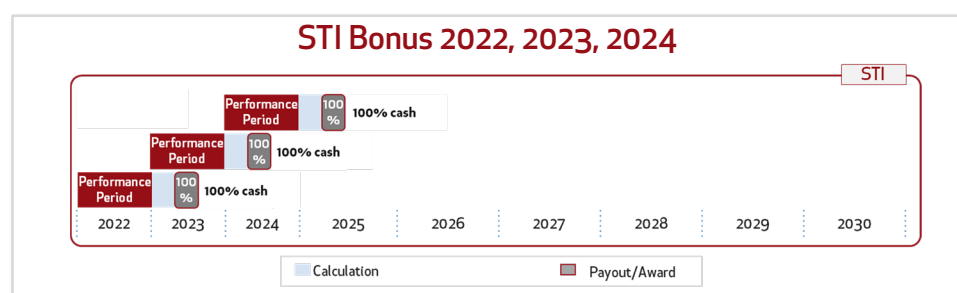 STI Bonus 2022, 2023, 2024
STI
Performance
Period
100
%
100% cash
Performance
Period
100
%
100% cash
Performance
Period
100
%
100% cash
2022 2023 2024 2025 2026 2027 2028 2029 2030
Calculation Payout/Award